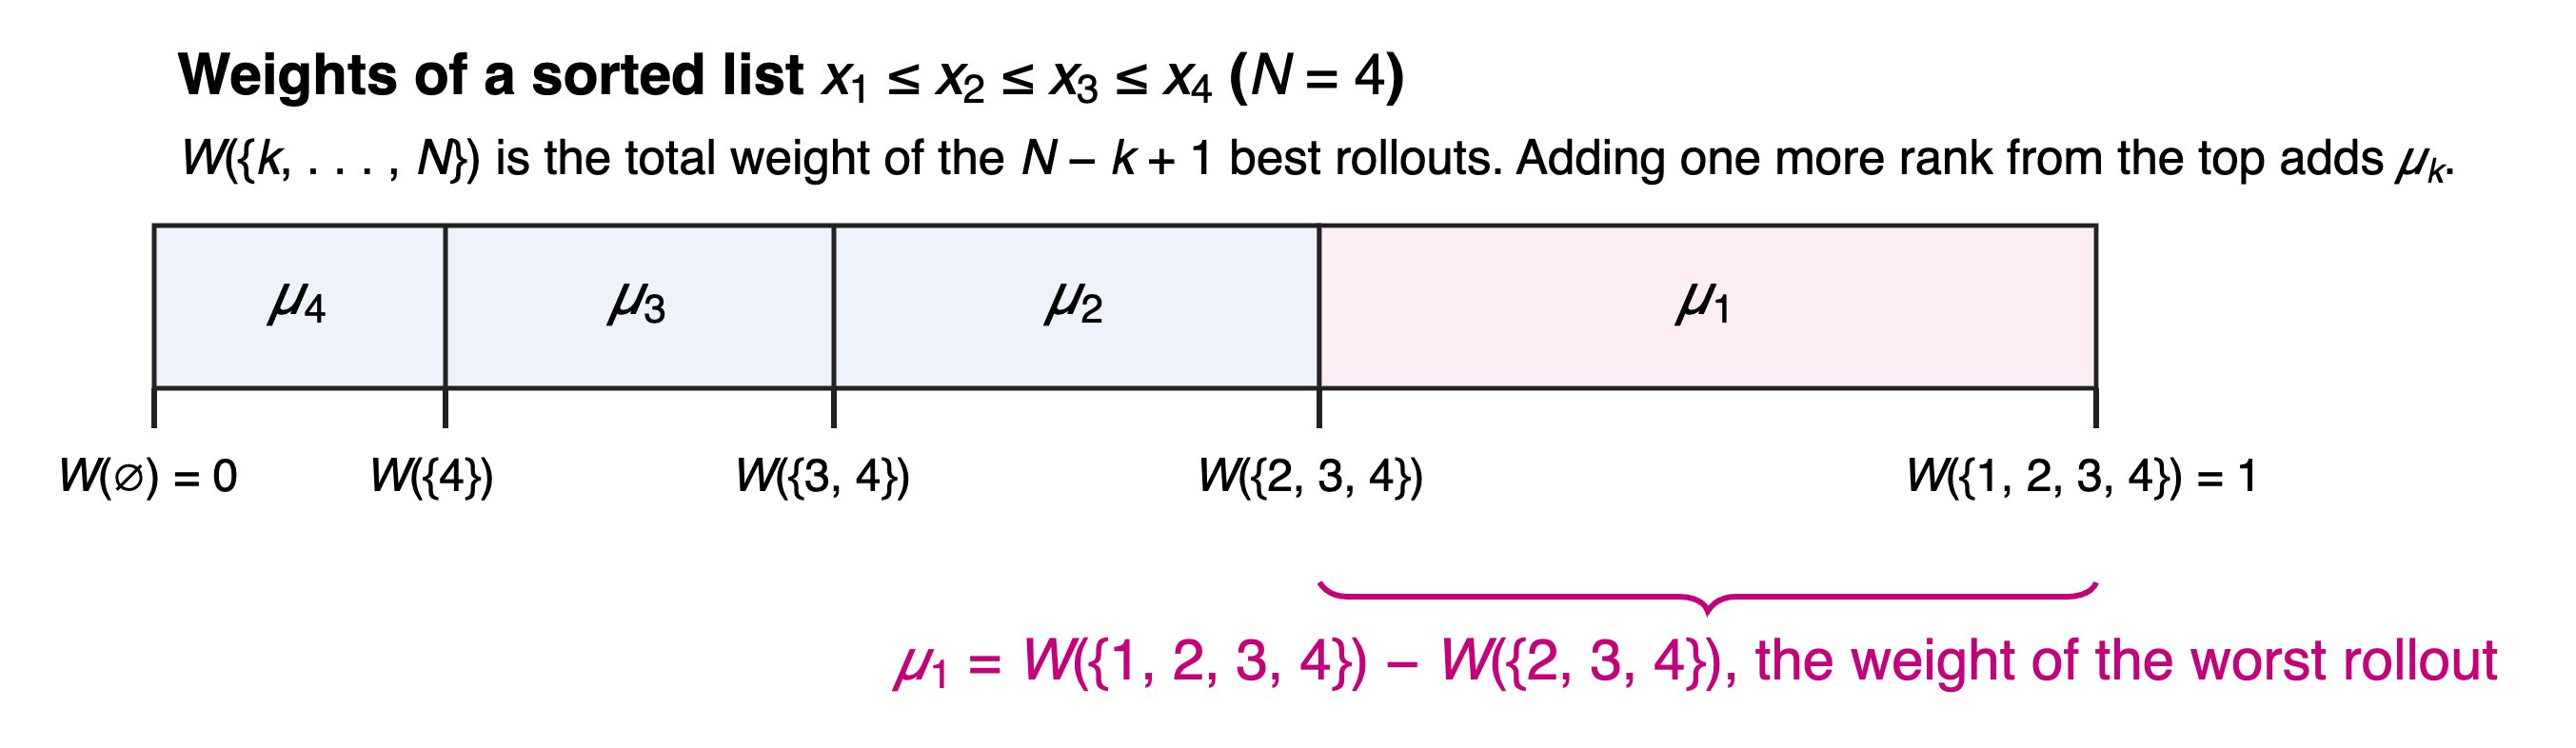 Weights of a sorted list x₁ ≤ x₂ ≤ x₃ ≤ x₄ (N = 4)
W({k, . . . , N}) is the total weight of the N − k + 1 best rollouts. Adding one more rank from the top adds μₖ.
μ₄ μ₃ μ₂ μ₁
W(∅) = 0 W({4}) W({3, 4}) W({2, 3, 4}) W({1, 2, 3, 4}) = 1
μ₁ = W({1, 2, 3, 4}) − W({2, 3, 4}), the weight of the worst rollout